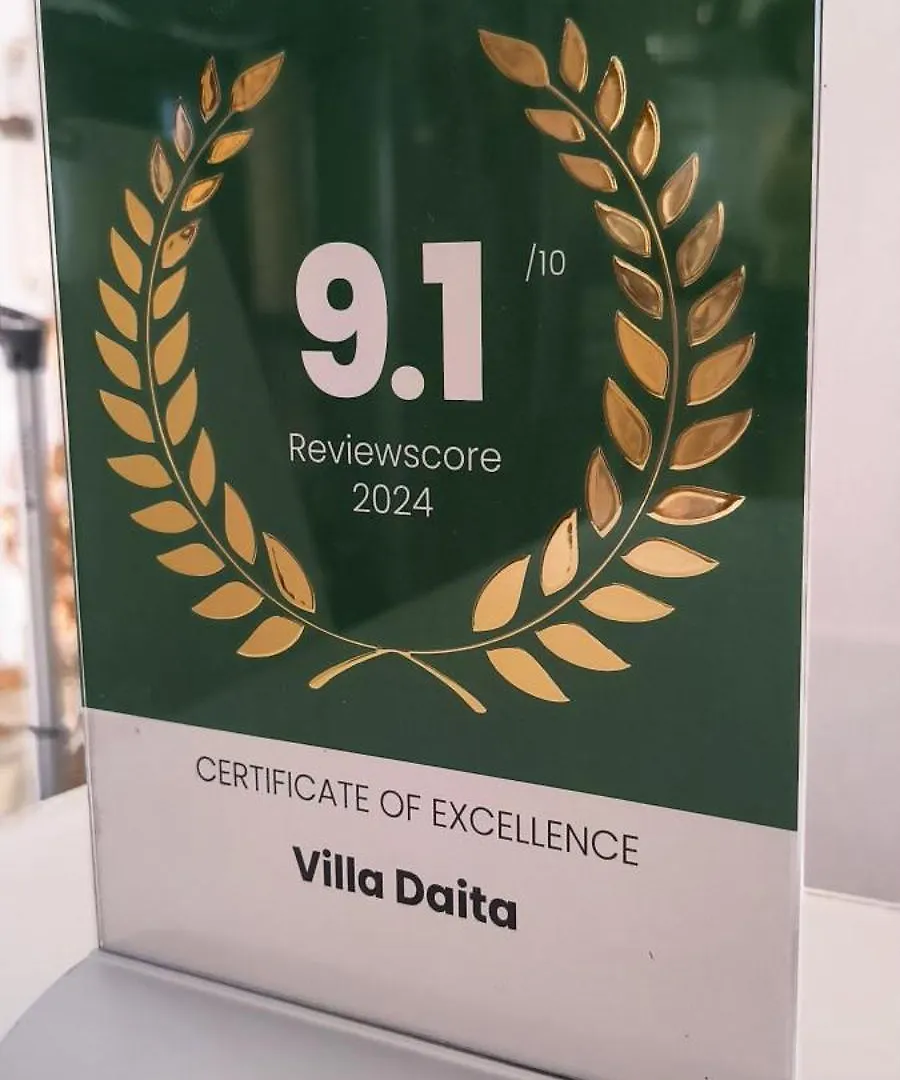 9.1 /10
Reviewscore
2024
CERTIFICATE OF EXCELLENCE
Villa Daita